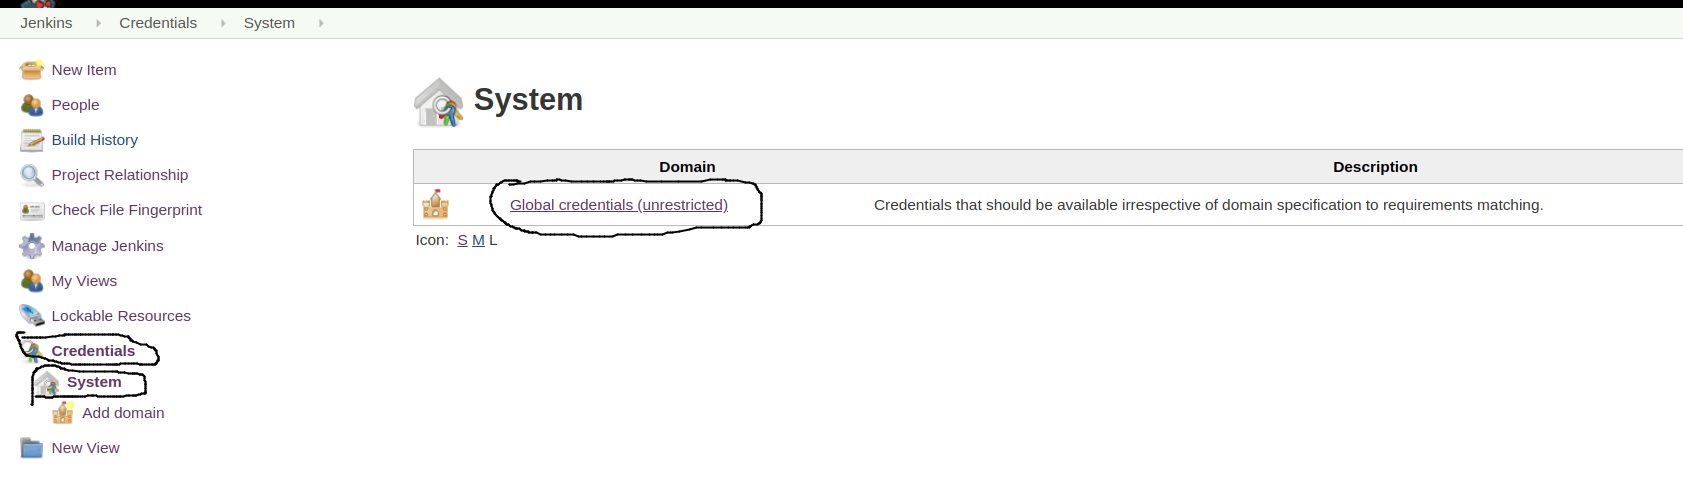 Jenkins Credentials System
New Item
People
Build History
Project Relationship
Check File Fingerprint
Manage Jenkins
My Views
Lockable Resources
Credentials
System
Add domain
New View
System
Domain Description
Global credentials (unrestricted) Credentials that should be available irrespective of domain specification to requirements matching.
Icon: S M L